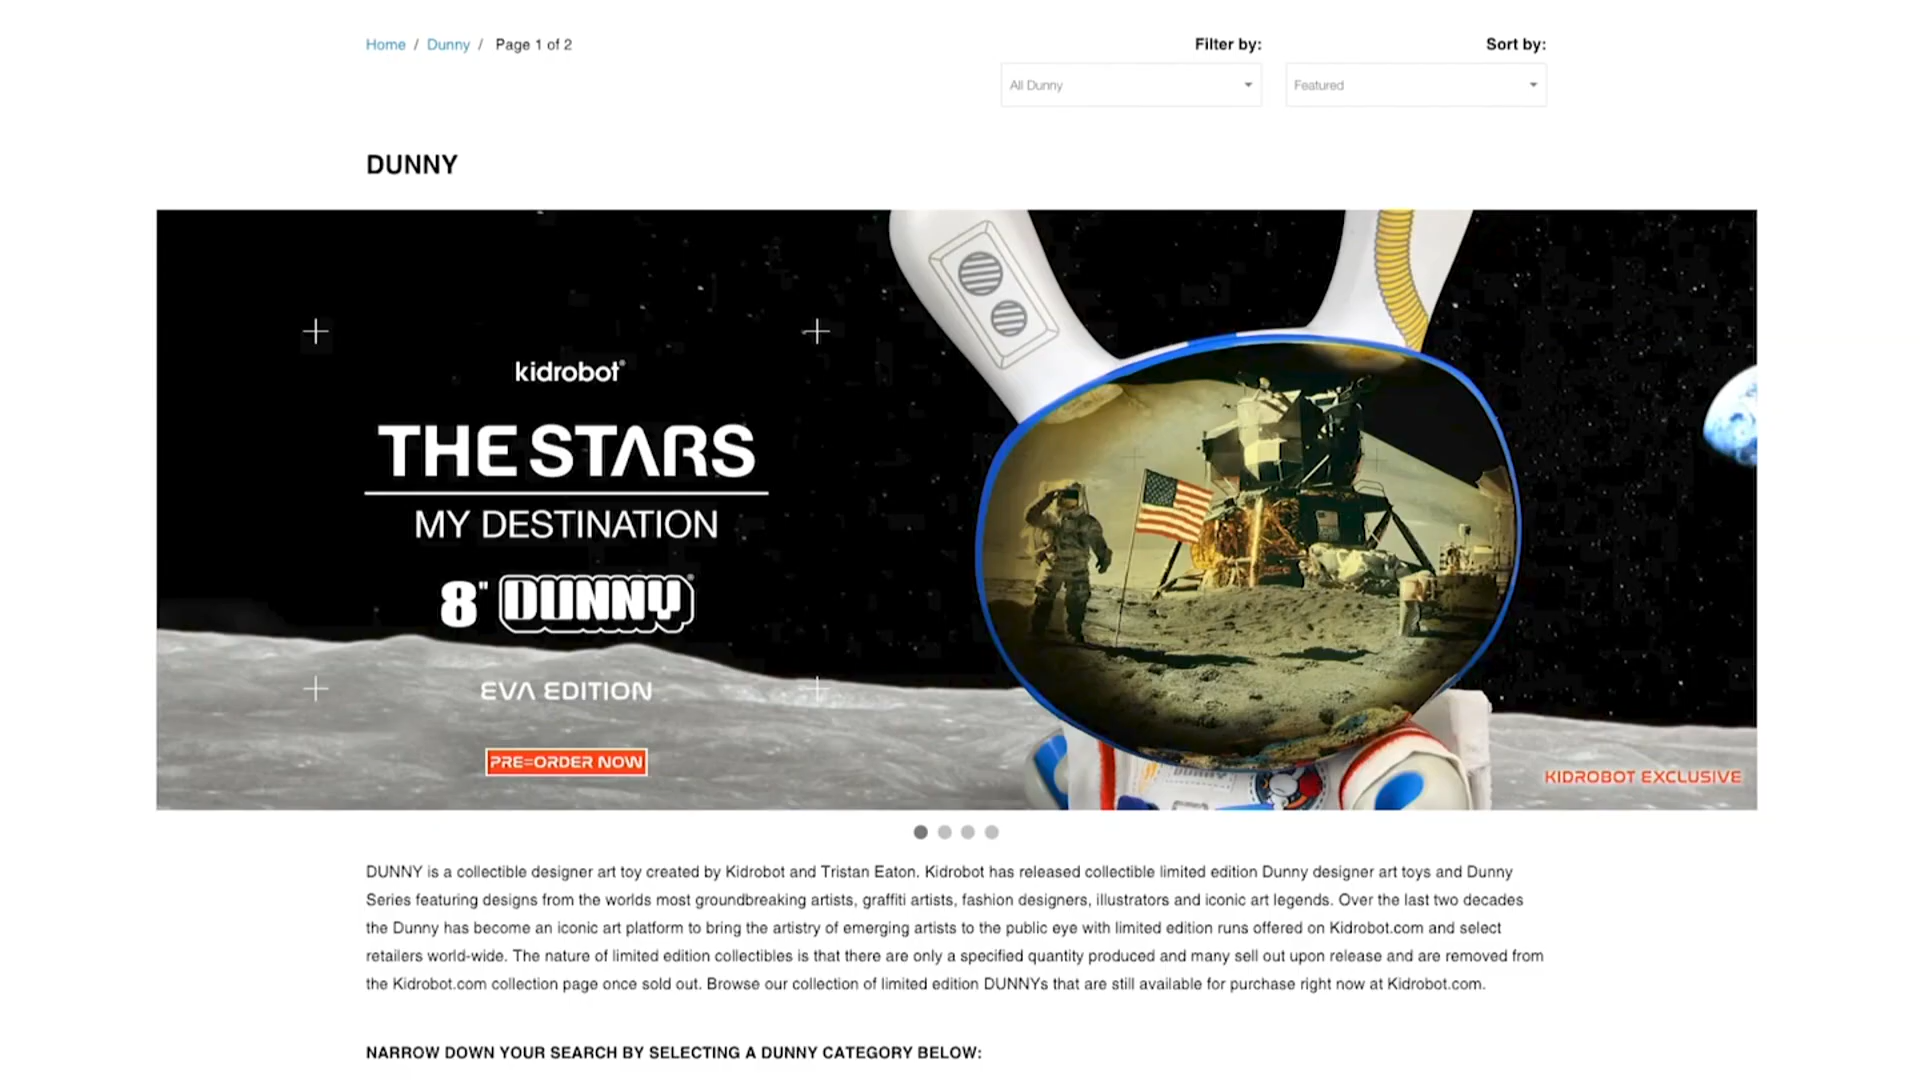 Home / Dunny / Page 1 of 2
Filter by:
Sort by:
All Dunny
Featured
DUNNY
kidrobot®
THE STARS
MY DESTINATION
8" DUNNY®
EVA EDITION
PRE=ORDER NOW
KIDROBOT EXCLUSIVE
DUNNY is a collectible designer art toy created by Kidrobot and Tristan Eaton. Kidrobot has released collectible limited edition Dunny designer art toys and Dunny
Series featuring designs from the worlds most groundbreaking artists, graffiti artists, fashion designers, illustrators and iconic art legends. Over the last two decades
the Dunny has become an iconic art platform to bring the artistry of emerging artists to the public eye with limited edition runs offered on Kidrobot.com and select
retailers world-wide. The nature of limited edition collectibles is that there are only a specified quantity produced and many sell out upon release and are removed from
the Kidrobot.com collection page once sold out. Browse our collection of limited edition DUNNYs that are still available for purchase right now at Kidrobot.com.
NARROW DOWN YOUR SEARCH BY SELECTING A DUNNY CATEGORY BELOW: